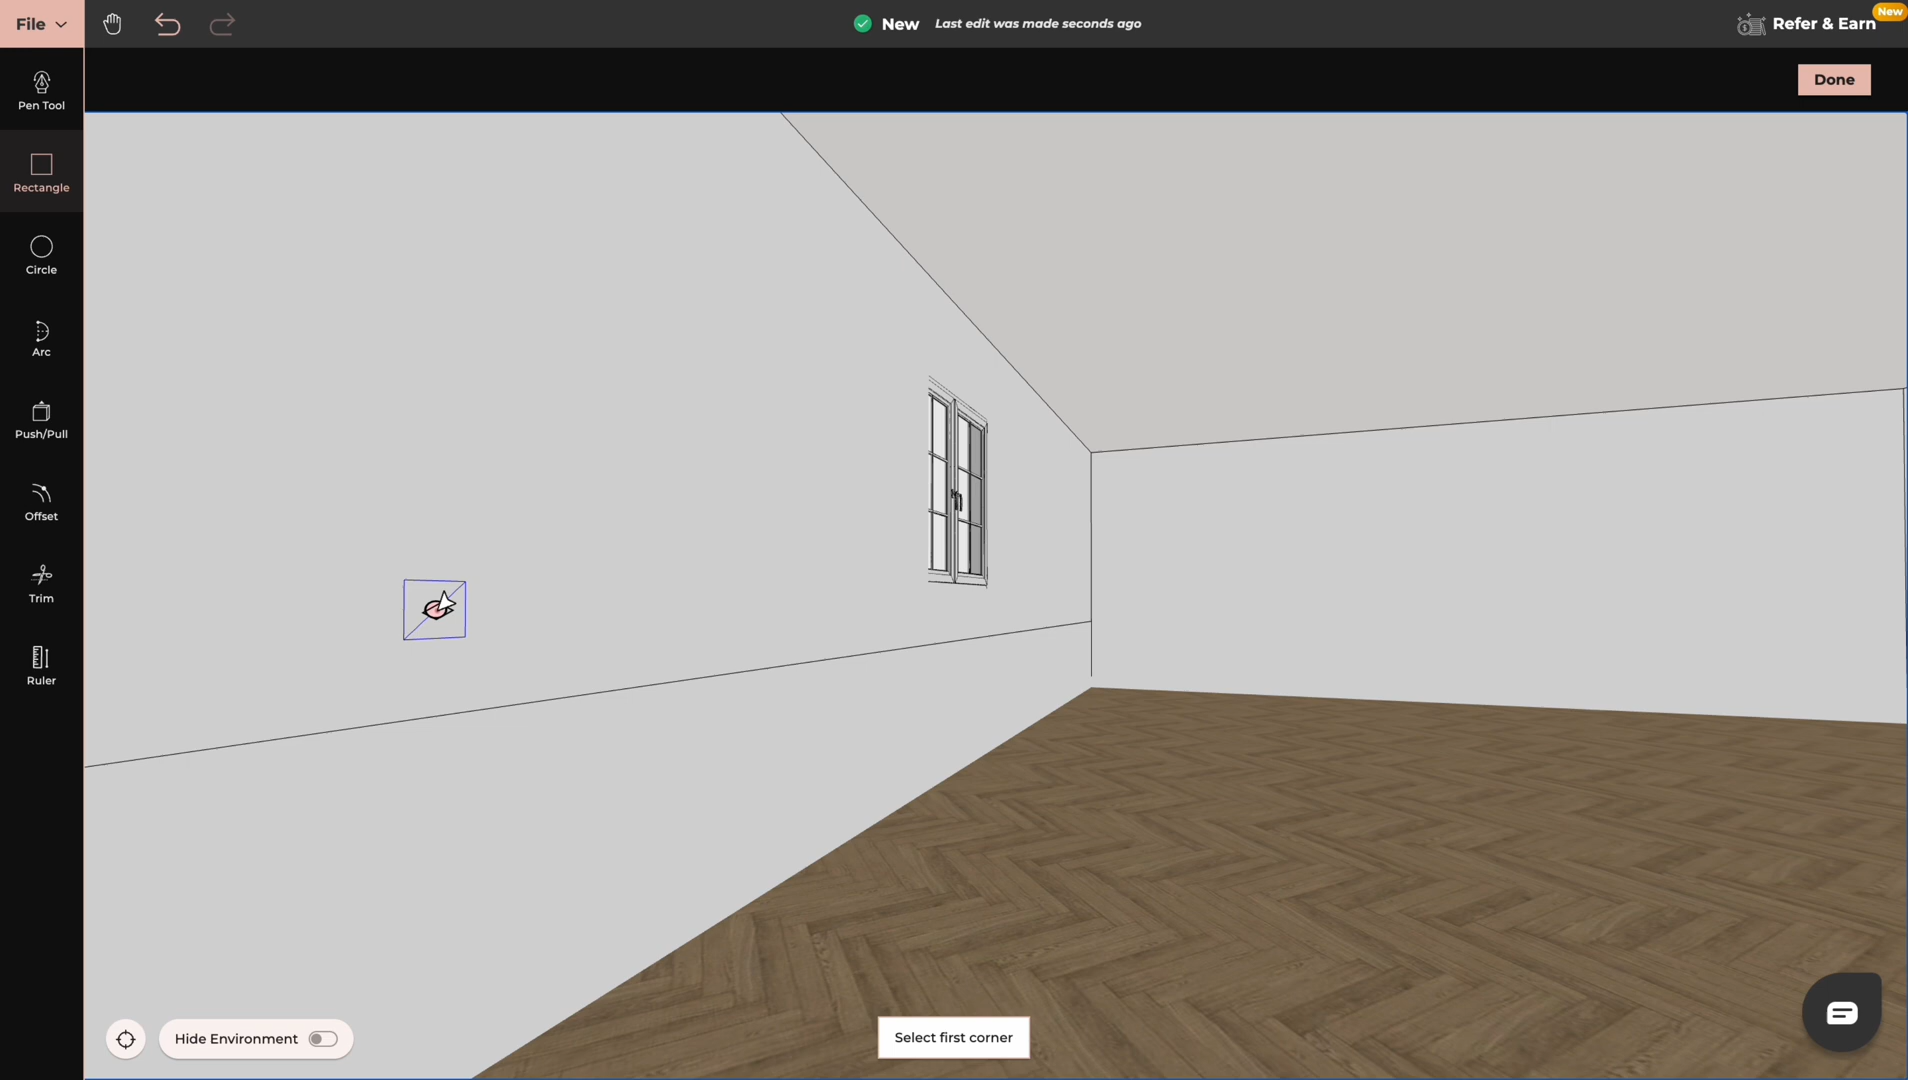 File
New
Last edit was made seconds ago
New
Refer & Earn
Done
Pen Tool
Rectangle
Circle
Arc
Push/Pull
Offset
Trim
Ruler
Hide Environment
Select first corner